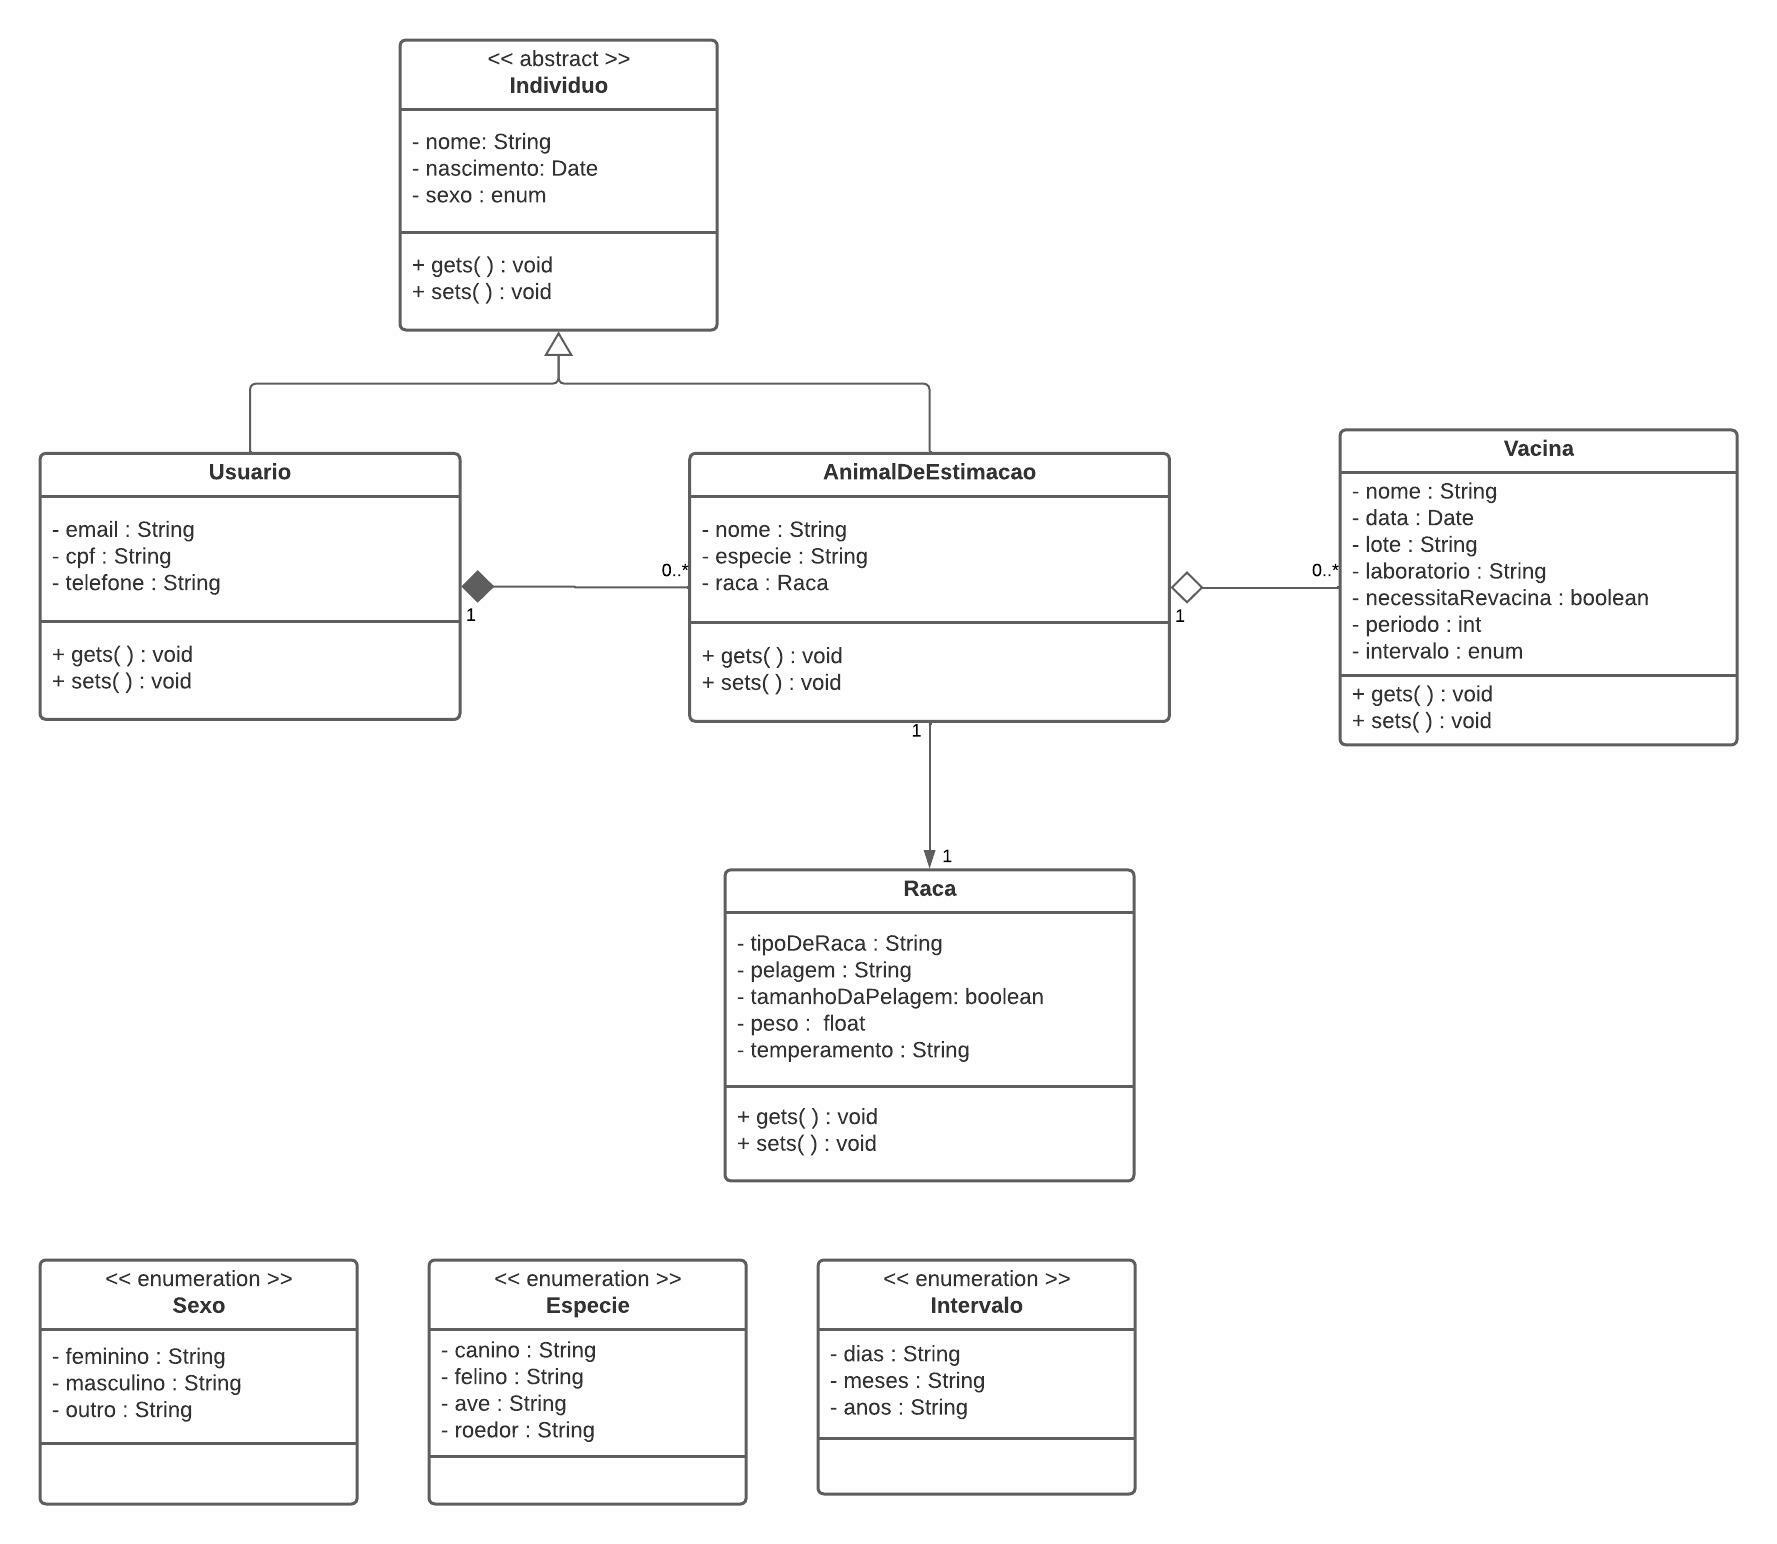 << abstract >>
Individuo
- nome: String
- nascimento: Date
- sexo : enum
+ gets( ) : void
+ sets( ) : void
Usuario
- email : String
- cpf : String
- telefone : String
+ gets( ) : void
+ sets( ) : void
1
0..*
AnimalDeEstimacao
- nome : String
- especie : String
- raca : Raca
+ gets( ) : void
+ sets( ) : void
1
0..*
Vacina
- nome : String
- data : Date
- lote : String
- laboratorio : String
- necessitaRevacina : boolean
- periodo : int
- intervalo : enum
+ gets( ) : void
+ sets( ) : void
1
1
Raca
- tipoDeRaca : String
- pelagem : String
- tamanhoDaPelagem: boolean
- peso :  float
- temperamento : String
+ gets( ) : void
+ sets( ) : void
<< enumeration >>
Sexo
- feminino : String
- masculino : String
- outro : String
<< enumeration >>
Especie
- canino : String
- felino : String
- ave : String
- roedor : String
<< enumeration >>
Intervalo
- dias : String
- meses : String
- anos : String